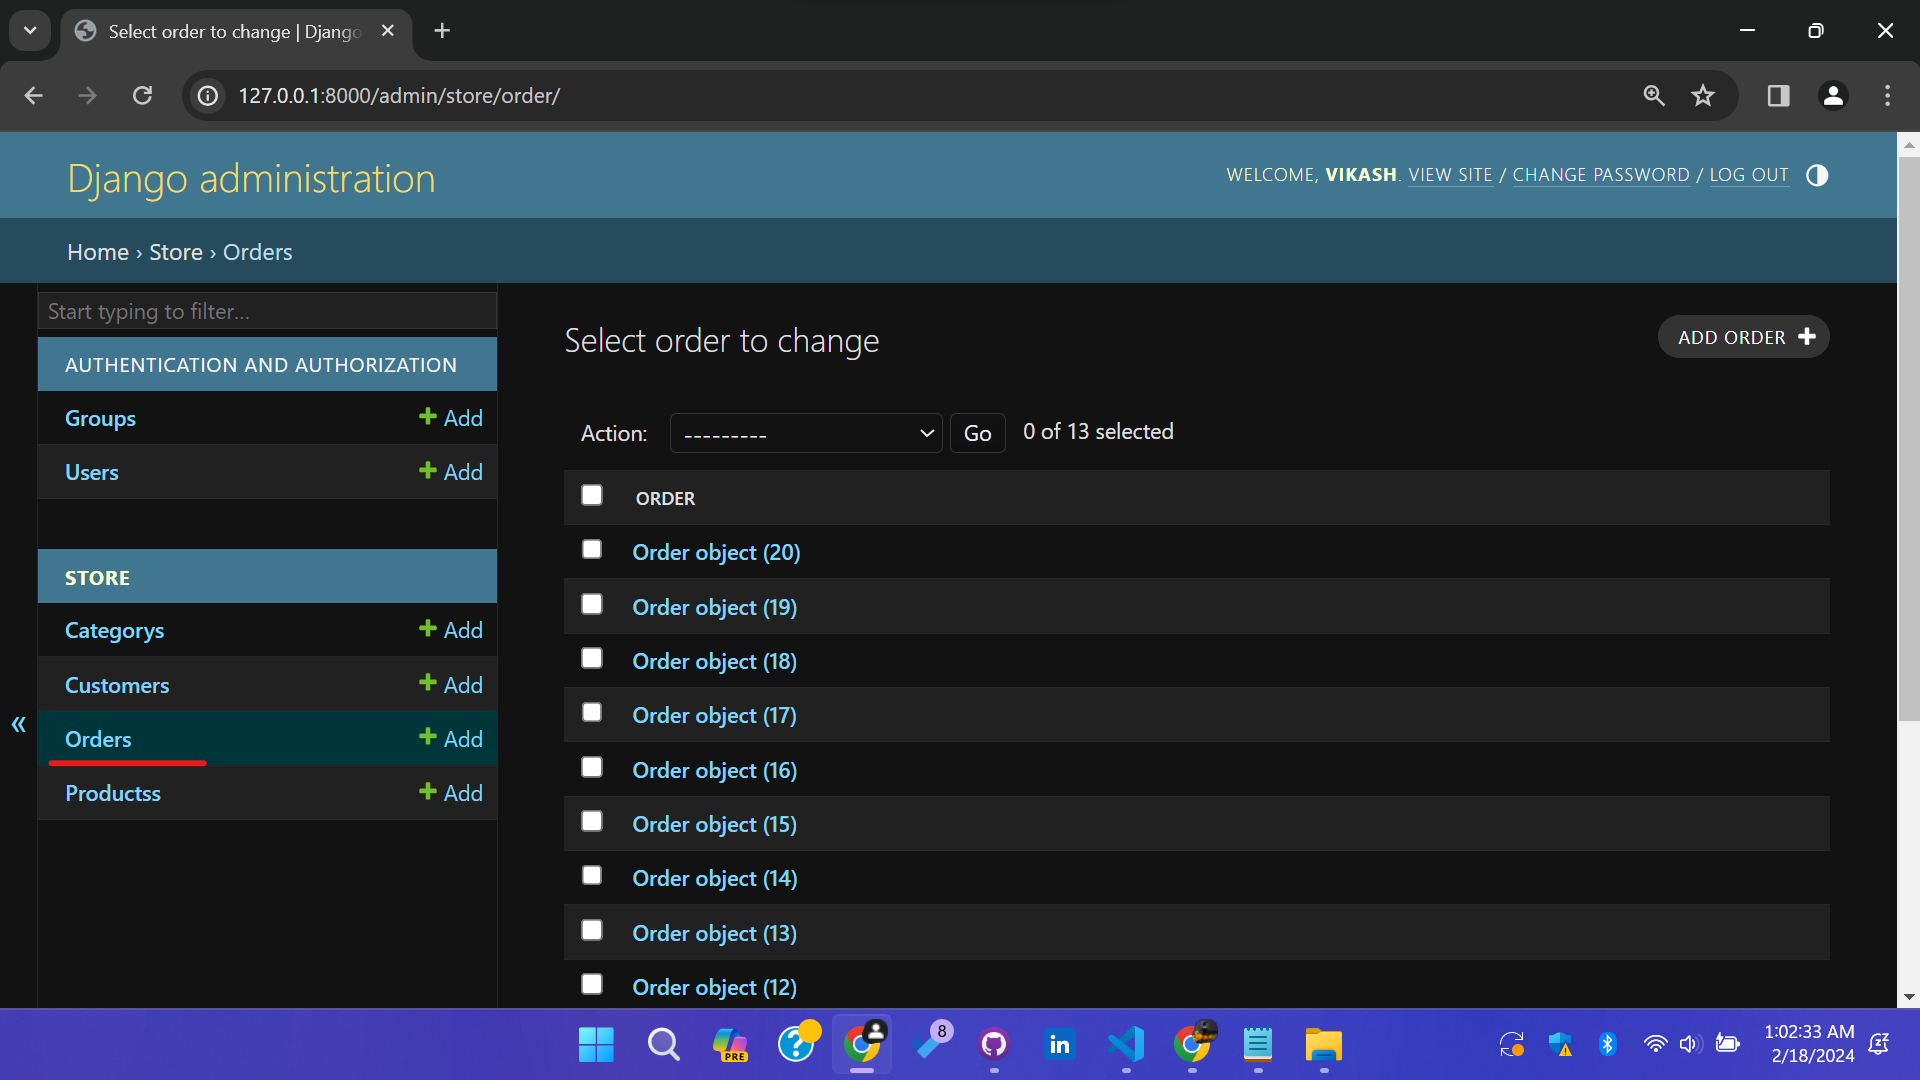 Select order to change | Django
127.0.0.1:8000/admin/store/order/
Django administration
WELCOME, VIKASH. VIEW SITE / CHANGE PASSWORD / LOG OUT
Home › Store › Orders
Start typing to filter...
AUTHENTICATION AND AUTHORIZATION
Groups + Add
Users + Add
STORE
Categorys + Add
Customers + Add
Orders + Add
Productss + Add
«
Select order to change
ADD ORDER +
Action: --------- Go 0 of 13 selected
ORDER
Order object (20)
Order object (19)
Order object (18)
Order object (17)
Order object (16)
Order object (15)
Order object (14)
Order object (13)
Order object (12)
PRE
?
8
in
1:02:33 AM
2/18/2024